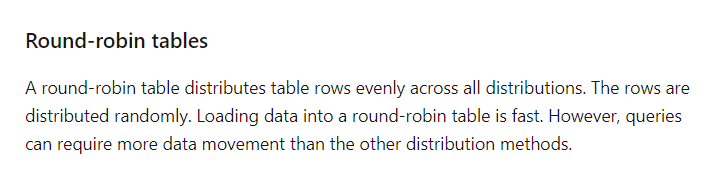 Round-robin tables
A round-robin table distributes table rows evenly across all distributions. The rows are
distributed randomly. Loading data into a round-robin table is fast. However, queries
can require more data movement than the other distribution methods.